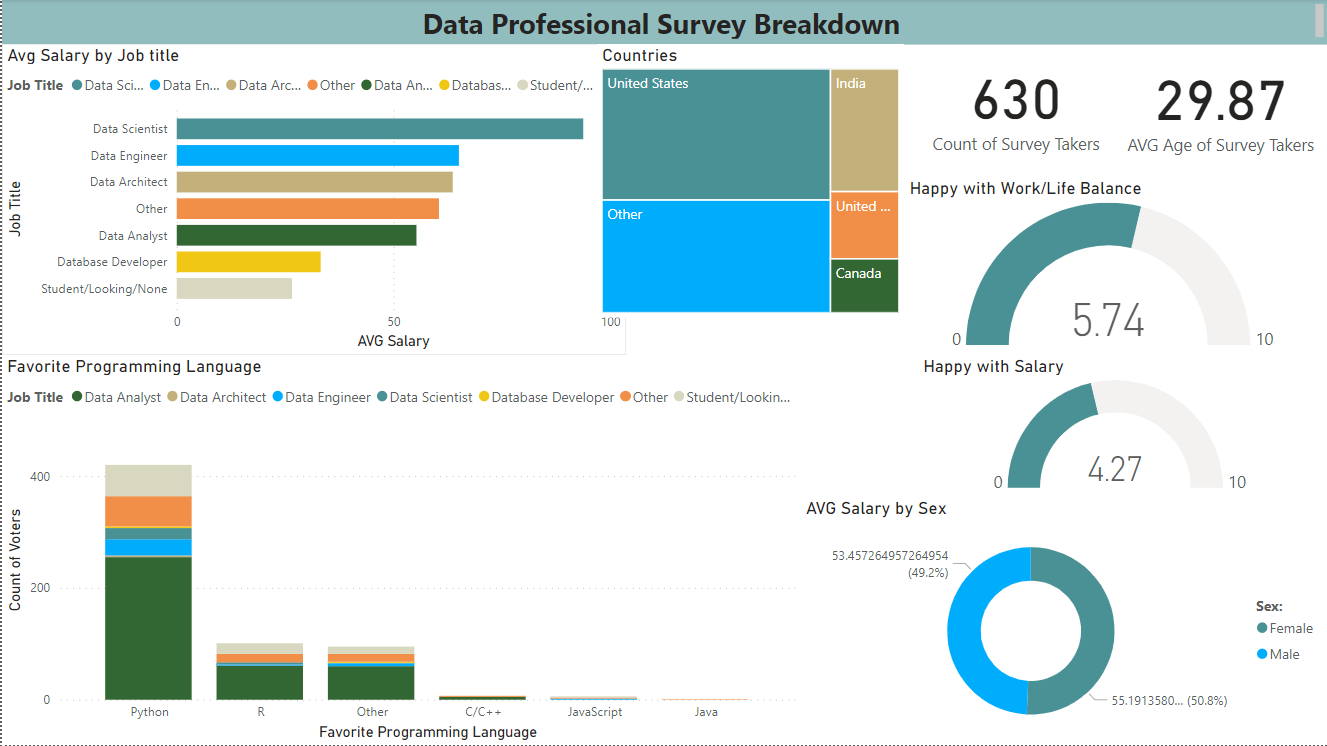 Data Professional Survey Breakdown
Avg Salary by Job title
Job Title Data Sci... Data En... Data Arc... Other Data An... Databas... Student/...
Job Title
Data Scientist
Data Engineer
Data Architect
Other
Data Analyst
Database Developer
Student/Looking/None
0 50 100
AVG Salary
Countries
United States
India
Other
United ...
Canada
630
Count of Survey Takers
29.87
AVG Age of Survey Takers
Happy with Work/Life Balance
5.74
0 10
Happy with Salary
4.27
0 10
Favorite Programming Language
Job Title Data Analyst Data Architect Data Engineer Data Scientist Database Developer Other Student/Lookin...
Count of Voters
400
200
0
Python R Other C/C++ JavaScript Java
Favorite Programming Language
AVG Salary by Sex
53.457264957264954
(49.2%)
55.1913580... (50.8%)
Sex:
Female
Male